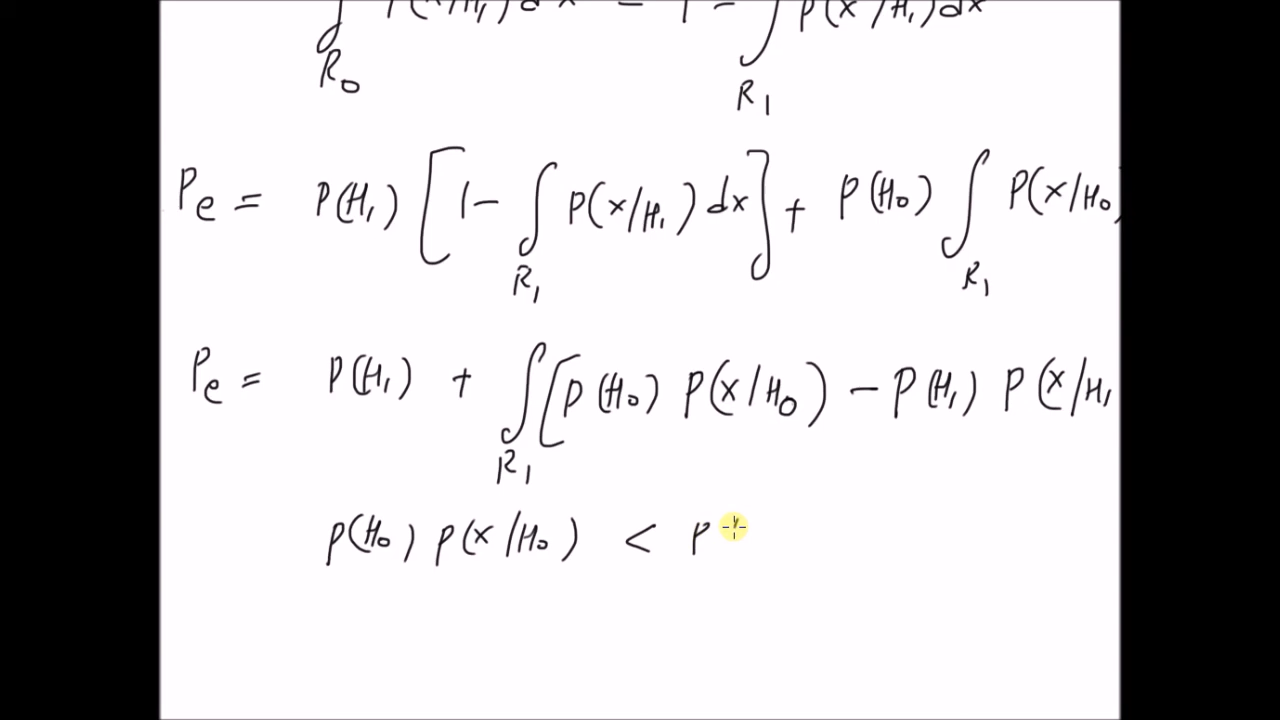 ∫ P(x/H₁) dx = 1 - ∫ P(x/H₁) dx
R₀ R₁
Pe = P(H₁) [1 - ∫ P(x/H₁) dx] + P(H₀) ∫ P(x/H₀)
R₁ R₁
Pe = P(H₁) + ∫ [P(H₀) P(x/H₀) - P(H₁) P(x/H₁
R₁
P(H₀) P(x/H₀) < P